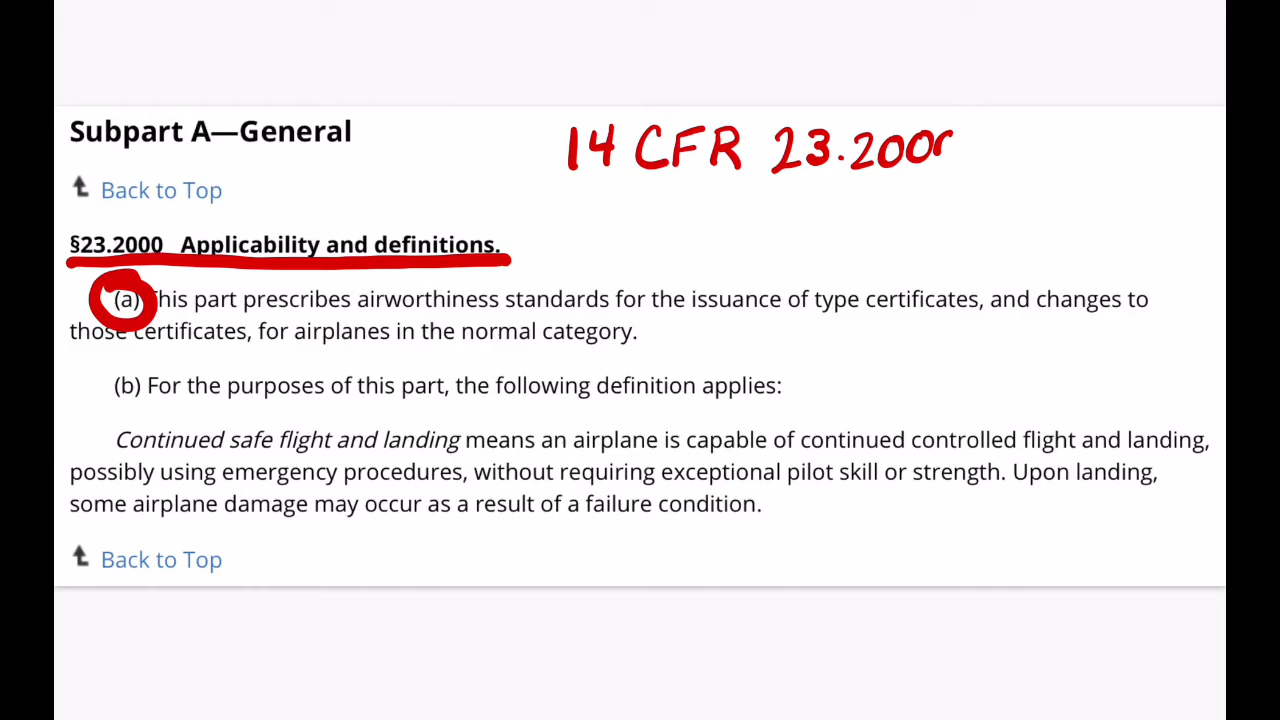 Subpart A—General
14 CFR 23.200
Back to Top
§23.2000 Applicability and definitions.
(a) This part prescribes airworthiness standards for the issuance of type certificates, and changes to
those certificates, for airplanes in the normal category.
(b) For the purposes of this part, the following definition applies:
Continued safe flight and landing means an airplane is capable of continued controlled flight and landing,
possibly using emergency procedures, without requiring exceptional pilot skill or strength. Upon landing,
some airplane damage may occur as a result of a failure condition.
Back to Top